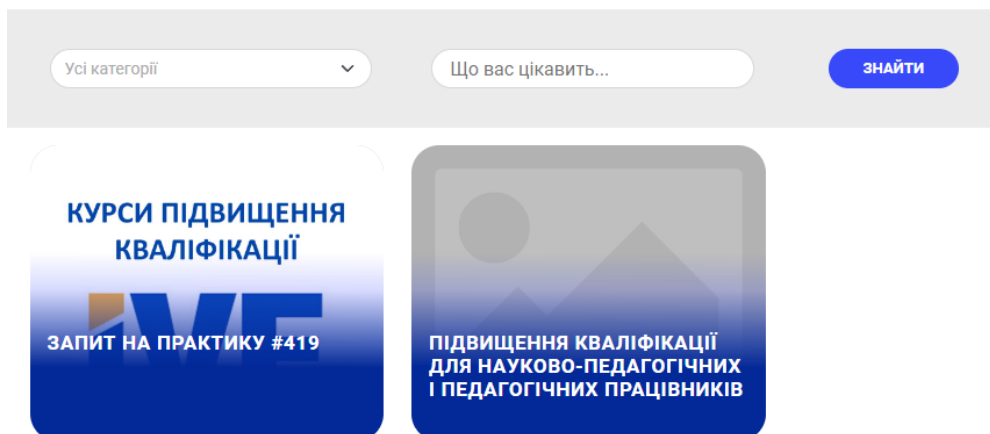 Усі категорії
Що вас цікавить...
ЗНАЙТИ
КУРСИ ПІДВИЩЕННЯ
КВАЛІФІКАЦІЇ
iVE
ЗАПИТ НА ПРАКТИКУ #419
ПІДВИЩЕННЯ КВАЛІФІКАЦІЇ
ДЛЯ НАУКОВО-ПЕДАГОГІЧНИХ
І ПЕДАГОГІЧНИХ ПРАЦІВНИКІВ